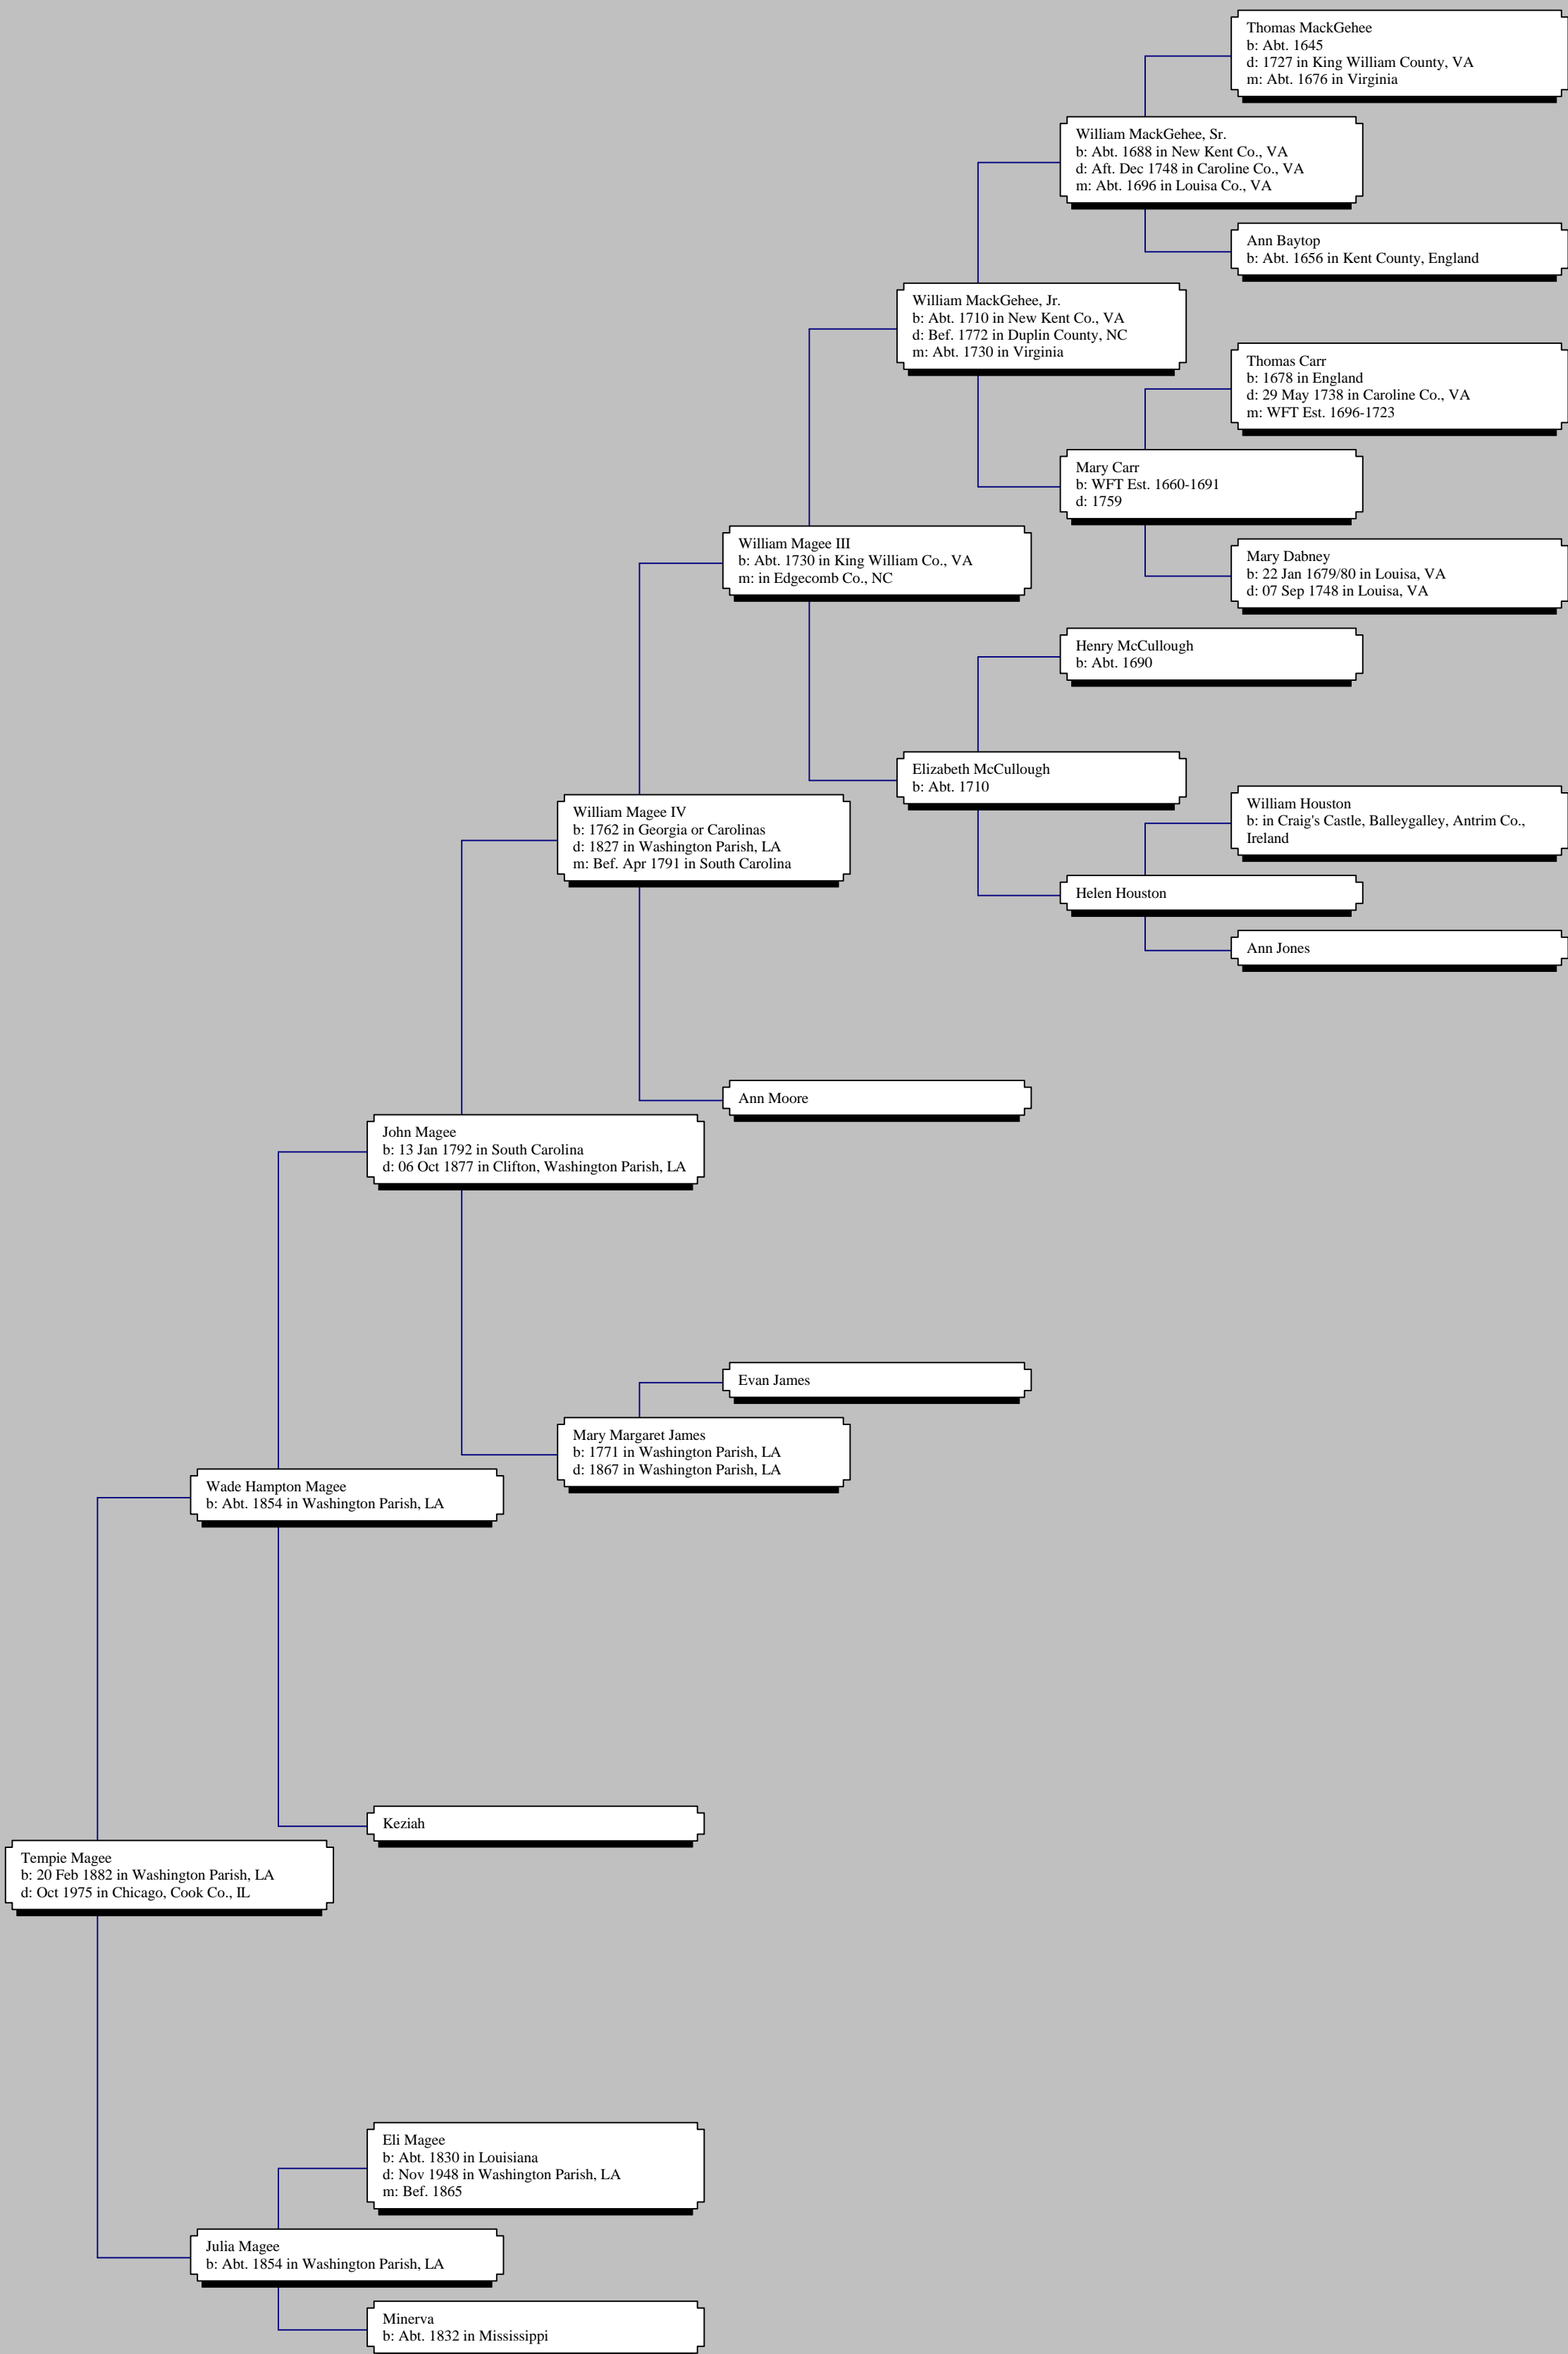 Thomas MackGehee
b: Abt. 1645
d: 1727 in King William County, VA
m: Abt. 1676 in Virginia
William MackGehee, Sr.
b: Abt. 1688 in New Kent Co., VA
d: Aft. Dec 1748 in Caroline Co., VA
m: Abt. 1696 in Louisa Co., VA
Ann Baytop
b: Abt. 1656 in Kent County, England
William MackGehee, Jr.
b: Abt. 1710 in New Kent Co., VA
d: Bef. 1772 in Duplin County, NC
m: Abt. 1730 in Virginia
Thomas Carr
b: 1678 in England
d: 29 May 1738 in Caroline Co., VA
m: WFT Est. 1696-1723
Mary Carr
b: WFT Est. 1660-1691
d: 1759
Mary Dabney
b: 22 Jan 1679/80 in Louisa, VA
d: 07 Sep 1748 in Louisa, VA
William Magee III
b: Abt. 1730 in King William Co., VA
m: in Edgecomb Co., NC
Henry McCullough
b: Abt. 1690
Elizabeth McCullough
b: Abt. 1710
William Houston
b: in Craig's Castle, Balleygalley, Antrim Co.,
Ireland
Helen Houston
Ann Jones
William Magee IV
b: 1762 in Georgia or Carolinas
d: 1827 in Washington Parish, LA
m: Bef. Apr 1791 in South Carolina
Ann Moore
John Magee
b: 13 Jan 1792 in South Carolina
d: 06 Oct 1877 in Clifton, Washington Parish, LA
Evan James
Mary Margaret James
b: 1771 in Washington Parish, LA
d: 1867 in Washington Parish, LA
Wade Hampton Magee
b: Abt. 1854 in Washington Parish, LA
Keziah
Tempie Magee
b: 20 Feb 1882 in Washington Parish, LA
d: Oct 1975 in Chicago, Cook Co., IL
Eli Magee
b: Abt. 1830 in Louisiana
d: Nov 1948 in Washington Parish, LA
m: Bef. 1865
Julia Magee
b: Abt. 1854 in Washington Parish, LA
Minerva
b: Abt. 1832 in Mississippi